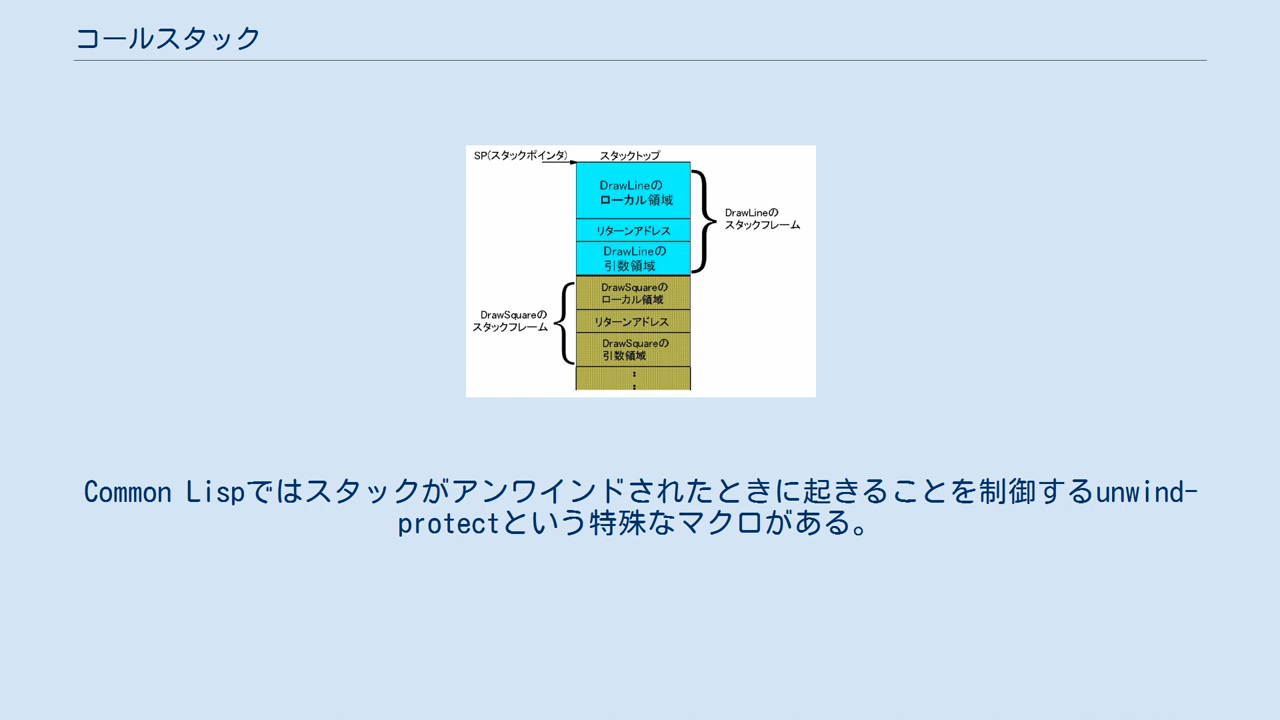 コールスタック
SP(スタックポインタ)
スタックトップ
DrawLineの
ローカル領域
リターンアドレス
DrawLineの
引数領域
DrawLineの
スタックフレーム
DrawSquareの
ローカル領域
リターンアドレス
DrawSquareの
引数領域
DrawSquareの
スタックフレーム
Common Lispではスタックがアンワインドされたときに起きることを制御するunwind-
protectという特殊なマクロがある。